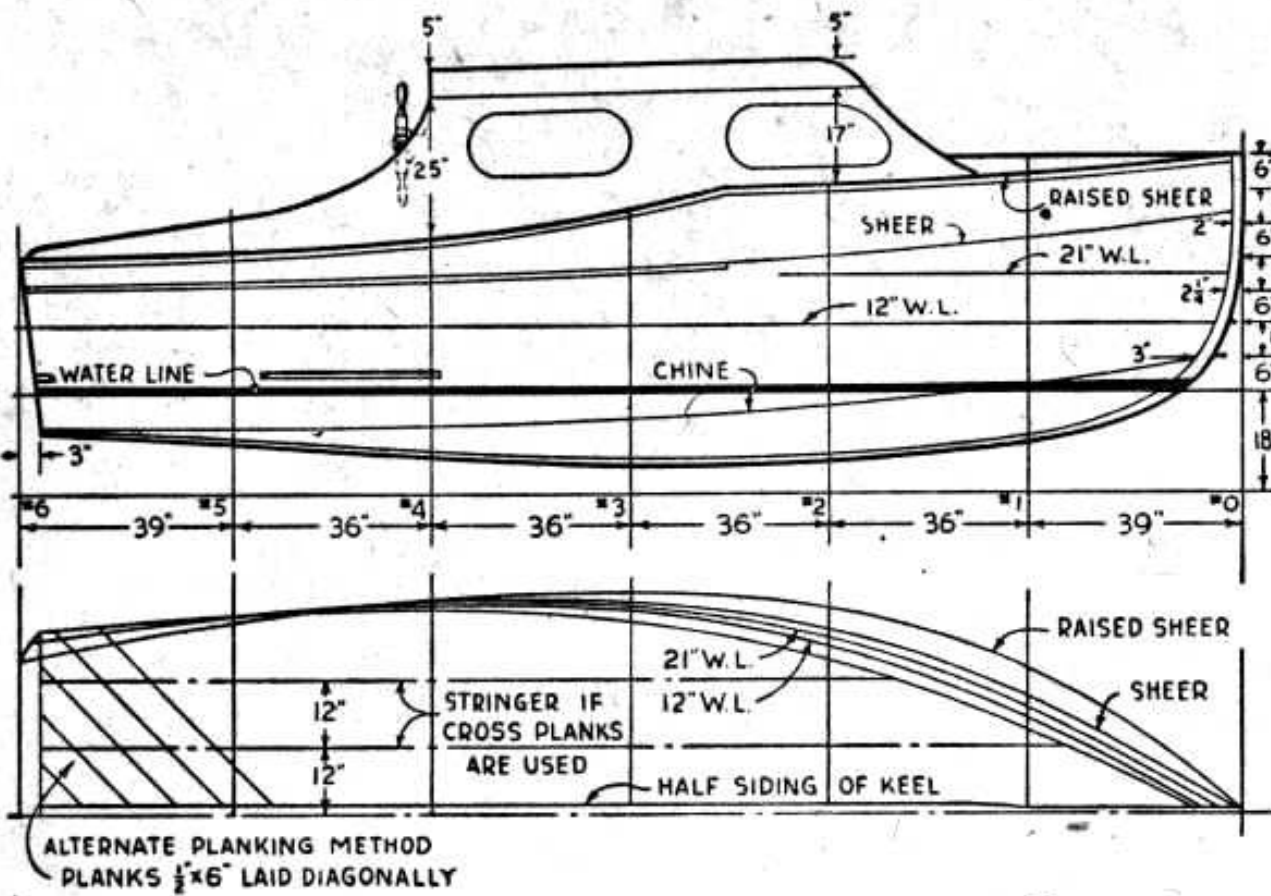 5"
5"
17"
25"
6"
RAISED SHEER
SHEER
2"
6
21" W.L.
2 1/4"
6
12" W.L.
3"
WATER LINE
CHINE
6
3"
18
#6 #5 #4 #3 #2 #1 #0
39" 36" 36" 36" 36" 39"
RAISED SHEER
21" W.L.
SHEER
12" W.L.
12"
STRINGER IF
CROSS PLANKS
ARE USED
12"
HALF SIDING OF KEEL
ALTERNATE PLANKING METHOD
PLANKS 1/2" x 6" LAID DIAGONALLY